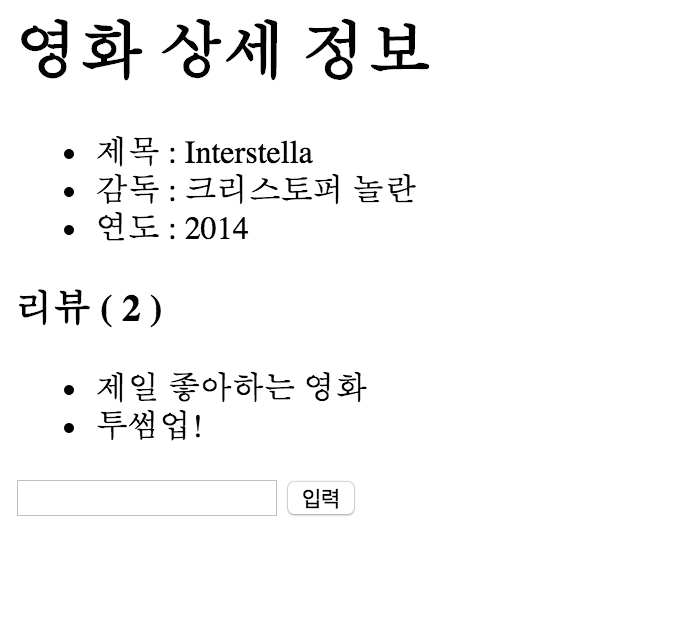 영화 상세 정보
제목 : Interstella
감독 : 크리스토퍼 놀란
연도 : 2014
리뷰 ( 2 )
제일 좋아하는 영화
투썸업!
입력